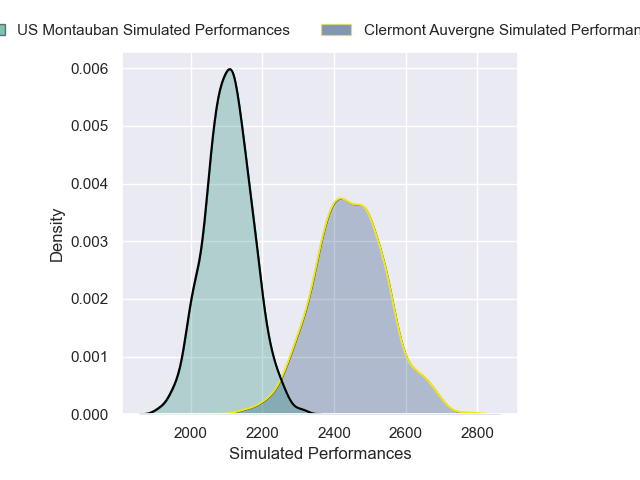 US Montauban Simulated Performances Clermont Auvergne Simulated
0.006
0.005
0.004
0.003
0.002
0.001
0.000
Density
2000 2200 2400 2600 2800
Simulated Performances